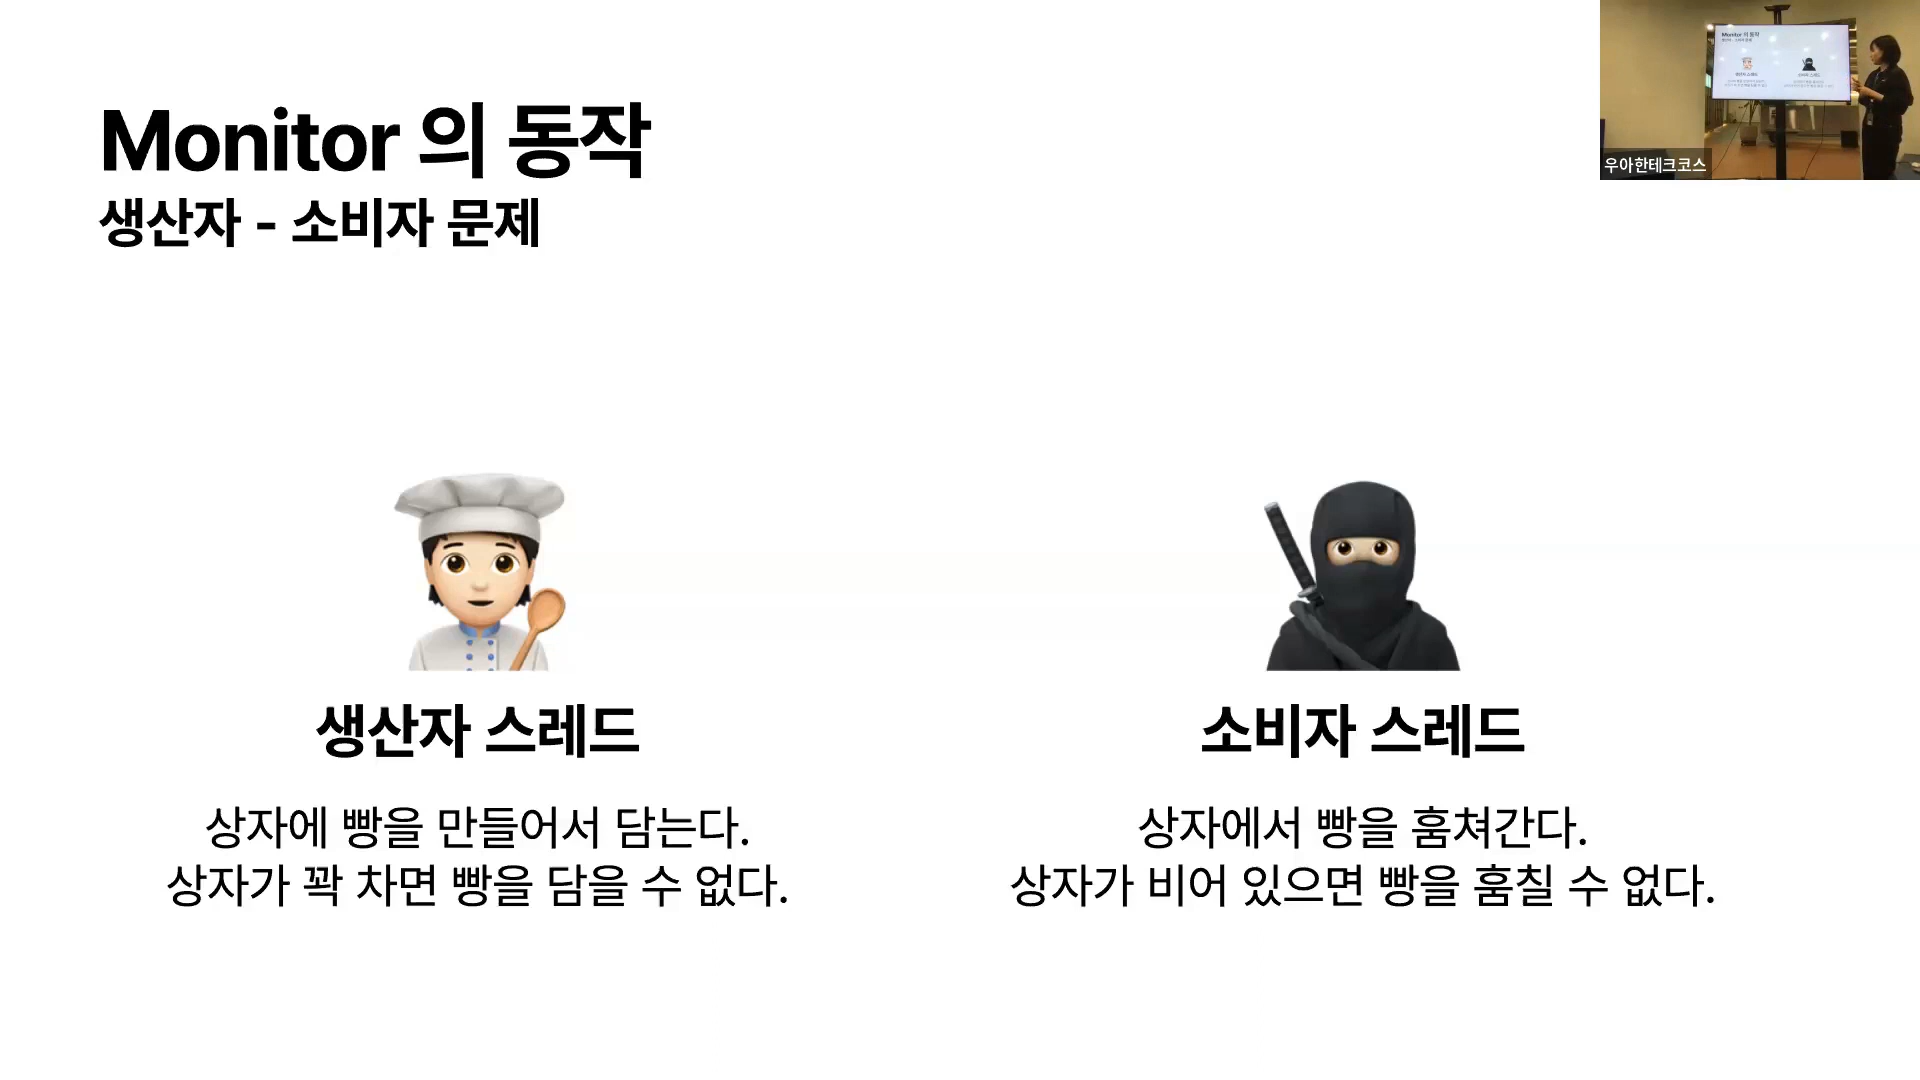 Monitor 의 동작
생산자 - 소비자 문제
우아한테크코스
생산자 스레드
상자에 빵을 만들어서 담는다.
상자가 꽉 차면 빵을 담을 수 없다.
소비자 스레드
상자에서 빵을 훔쳐간다.
상자가 비어 있으면 빵을 훔칠 수 없다.